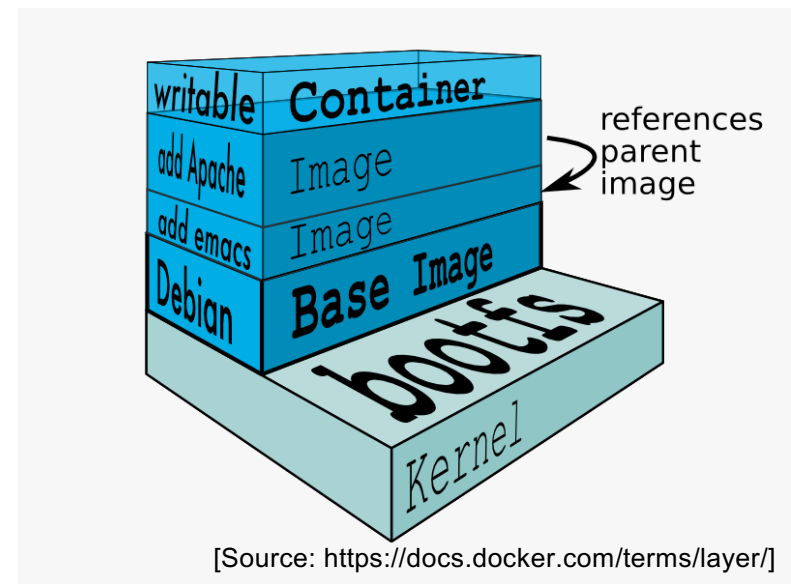 writable Container
references
parent
image
add Apache Image
add emacs Image
Debian Base Image
bootfs
Kernel
[Source: https://docs.docker.com/terms/layer/]